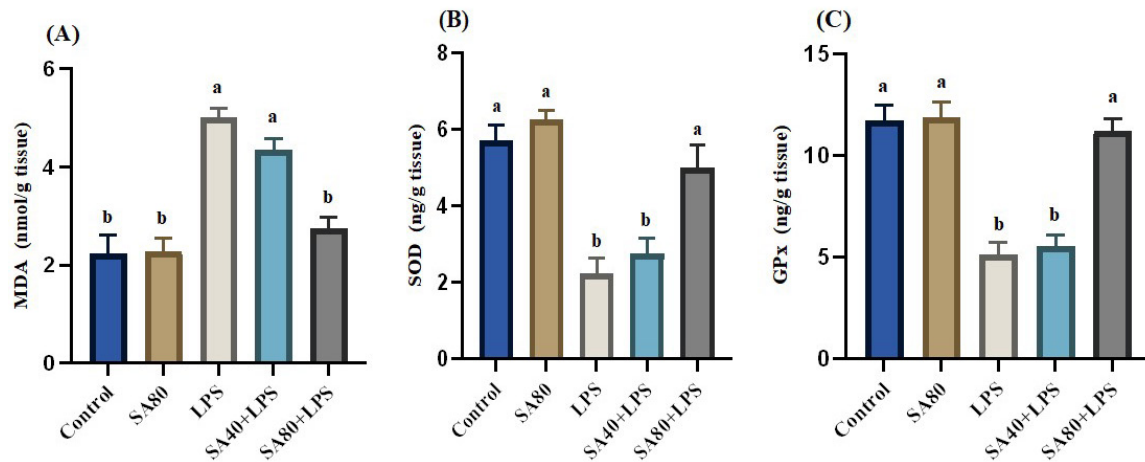 (A)
MDA (nmol/g tissue)
6
4
2
0
b
b
a
a
b
Control
SA80
LPS
SA40+LPS
SA80+LPS
(B)
SOD (ng/g tissue)
8
6
4
2
0
a
a
b
b
a
Control
SA80
LPS
SA40+LPS
SA80+LPS
(C)
GPx (ng/g tissue)
15
10
5
0
a
a
b
b
a
Control
SA80
LPS
SA40+LPS
SA80+LPS